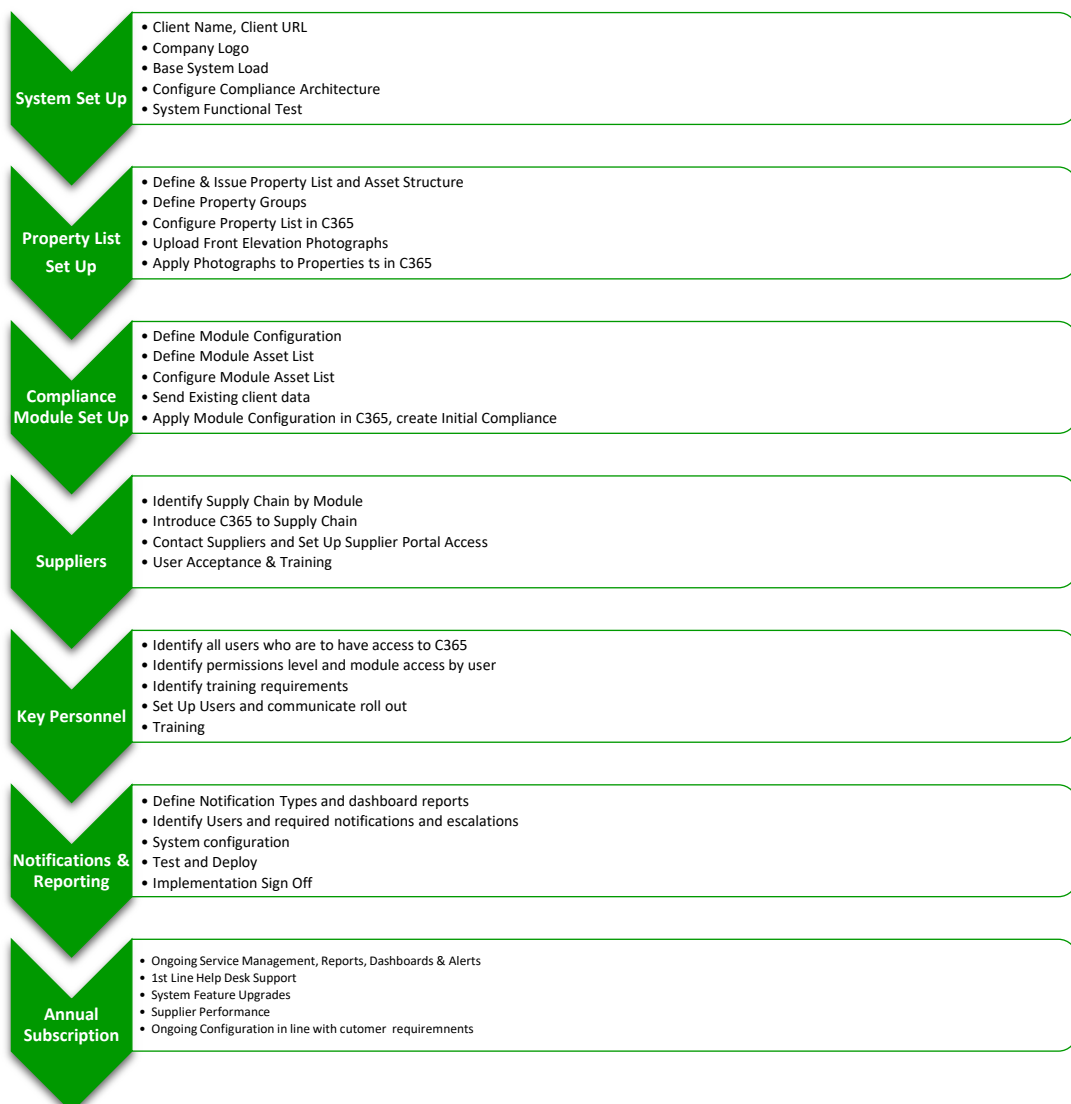 System Set Up
• Client Name, Client URL
• Company Logo
• Base System Load
• Configure Compliance Architecture
• System Functional Test
Property List
Set Up
• Define & Issue Property List and Asset Structure
• Define Property Groups
• Configure Property List in C365
• Upload Front Elevation Photographs
• Apply Photographs to Properties ts in C365
Compliance
Module Set Up
• Define Module Configuration
• Define Module Asset List
• Configure Module Asset List
• Send Existing client data
• Apply Module Configuration in C365, create Initial Compliance
Suppliers
• Identify Supply Chain by Module
• Introduce C365 to Supply Chain
• Contact Suppliers and Set Up Supplier Portal Access
• User Acceptance & Training
Key Personnel
• Identify all users who are to have access to C365
• Identify permissions level and module access by user
• Identify training requirements
• Set Up Users and communicate roll out
• Training
Notifications &
Reporting
• Define Notification Types and dashboard reports
• Identify Users and required notifications and escalations
• System configuration
• Test and Deploy
• Implementation Sign Off
Annual
Subscription
• Ongoing Service Management, Reports, Dashboards & Alerts
• 1st Line Help Desk Support
• System Feature Upgrades
• Supplier Performance
• Ongoing Configuration in line with cutomer requiremnents